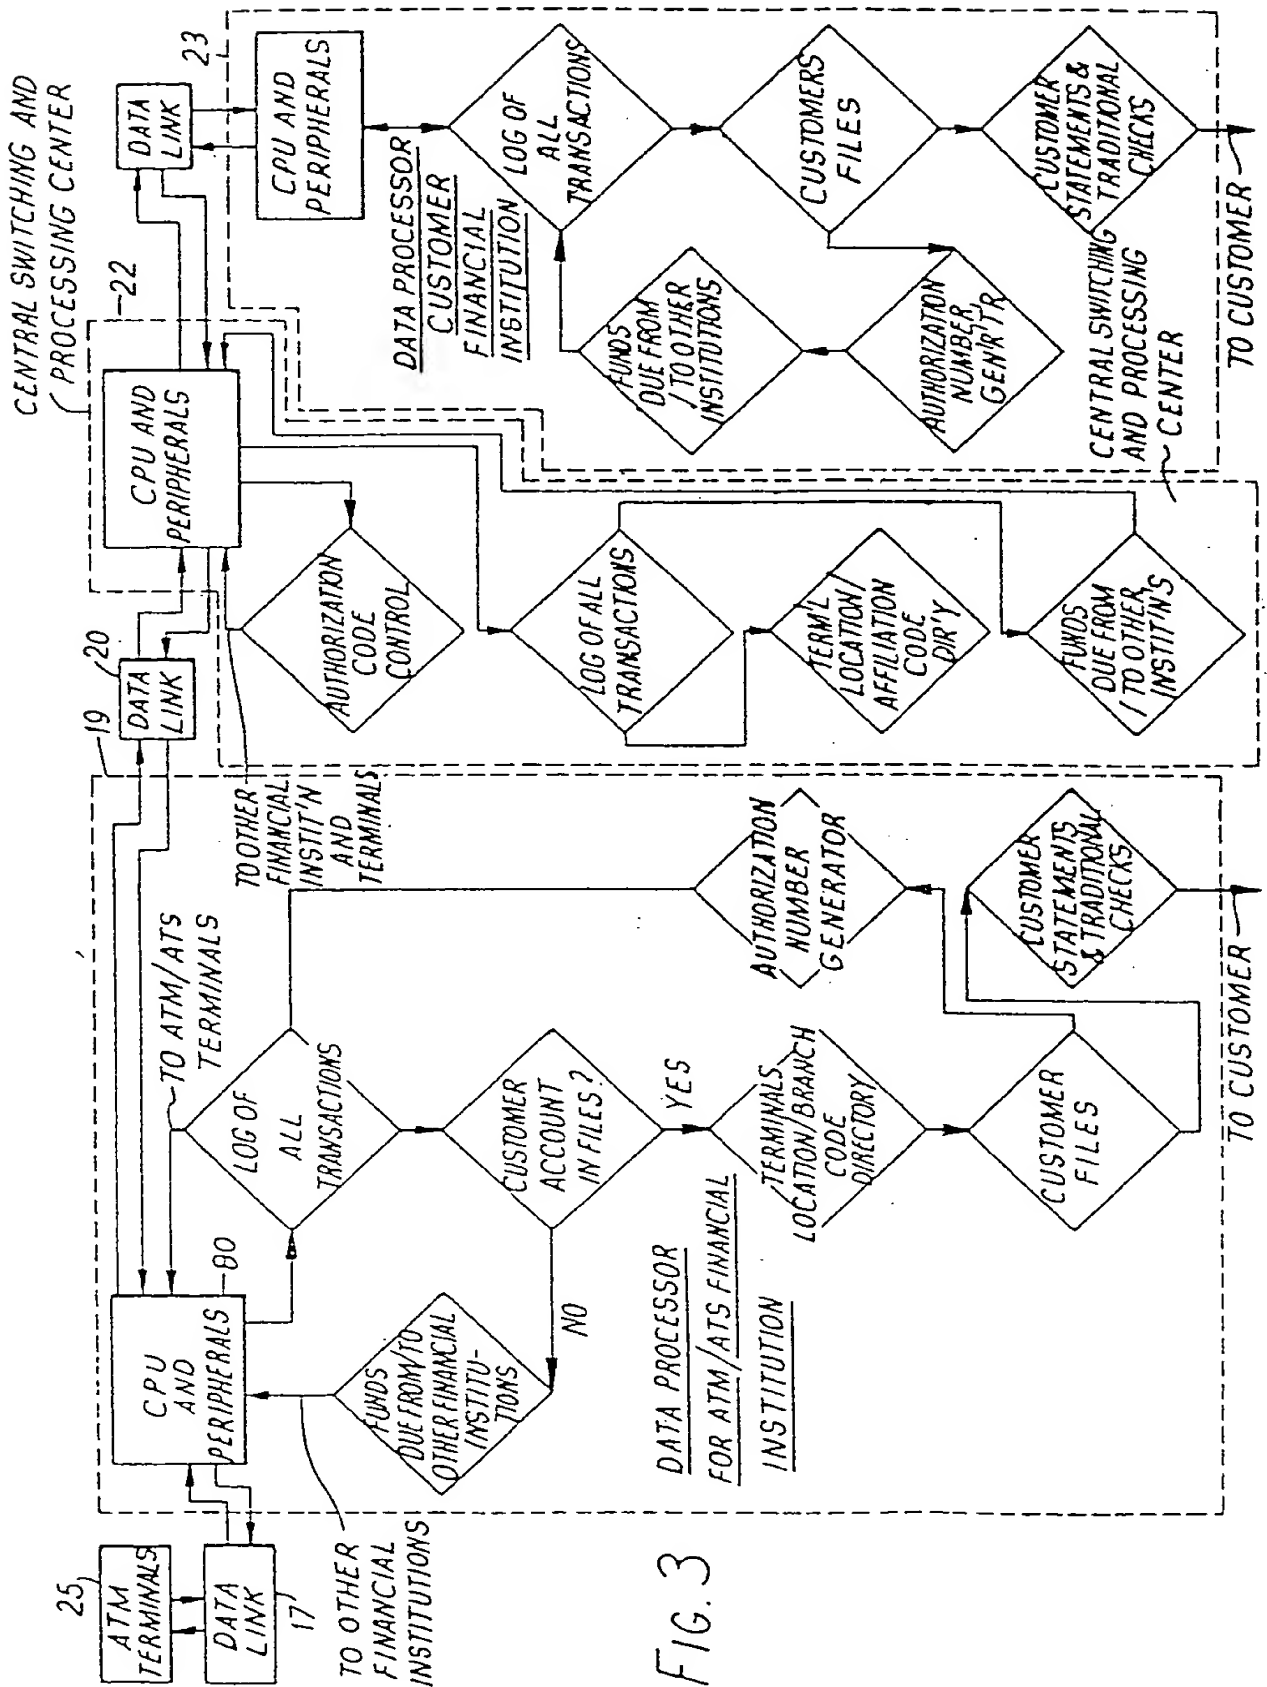 25
ATM
TERMINALS
DATA
LINK
17
TO OTHER
FINANCIAL
INSTITUTIONS
FIG. 3
19
CPU
AND
PERIPHERALS
80
TO ATM/ATS
TERMINALS
LOG OF
ALL
TRANSACTIONS
CUSTOMER
ACCOUNT
IN FILES?
NO
YES
FUNDS
DUE FROM/TO
OTHER FINANCIAL
INSTITU-
TIONS
DATA PROCESSOR
FOR ATM/ATS FINANCIAL
INSTITUTION
TERMINALS
LOCATION/BRANCH
CODE
DIRECTORY
CUSTOMER
FILES
AUTHORIZATION
NUMBER
GENERATOR
CUSTOMER
STATEMENTS
& TRADITIONAL
CHECKS
TO CUSTOMER
20
DATA
LINK
TO OTHER
FINANCIAL
INSTIT'N
AND
TERMINALS
CENTRAL SWITCHING AND
PROCESSING CENTER
22
CPU AND
PERIPHERALS
AUTHORIZATION
CODE
CONTROL
LOG OF ALL
TRANSACTIONS
TERM'L
LOCATION/
AFFILIATION
CODE
DIR'Y
FUNDS
DUE FROM
/ TO OTHER
INSTIT'N'S
CENTRAL SWITCHING
AND PROCESSING
CENTER
DATA
LINK
23
CPU AND
PERIPHERALS
DATA PROCESSOR
CUSTOMER
FINANCIAL
INSTITUTION
LOG OF
ALL
TRANSACTIONS
CUSTOMERS
FILES
FUNDS
DUE FROM
/ TO OTHER
INSTITUTIONS
AUTHORIZATION
NUMBER
GENR'TR
CUSTOMER
STATEMENTS &
TRADITIONAL
CHECKS
TO CUSTOMER